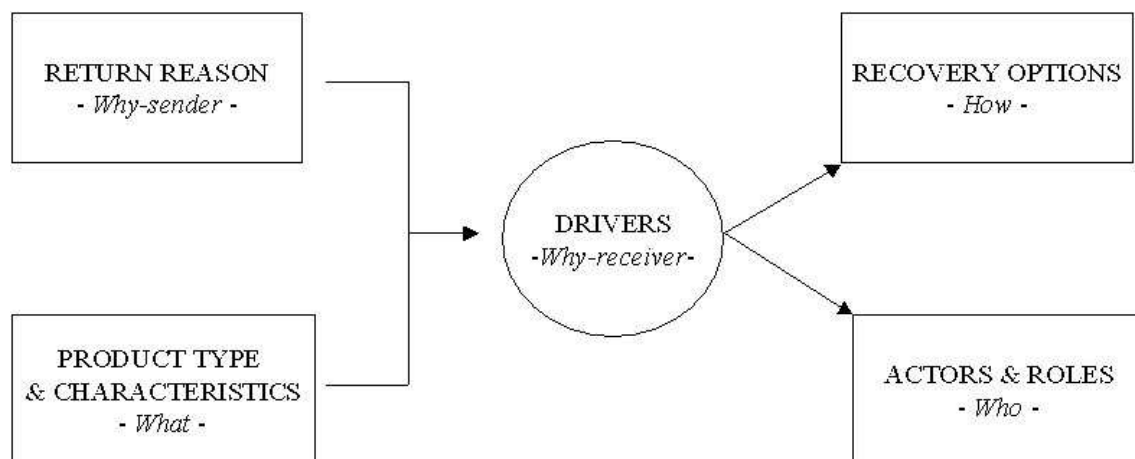 RETURN REASON
- Why-sender -
RECOVERY OPTIONS
- How -
DRIVERS
-Why-receiver-
PRODUCT TYPE
& CHARACTERISTICS
- What -
ACTORS & ROLES
- Who -